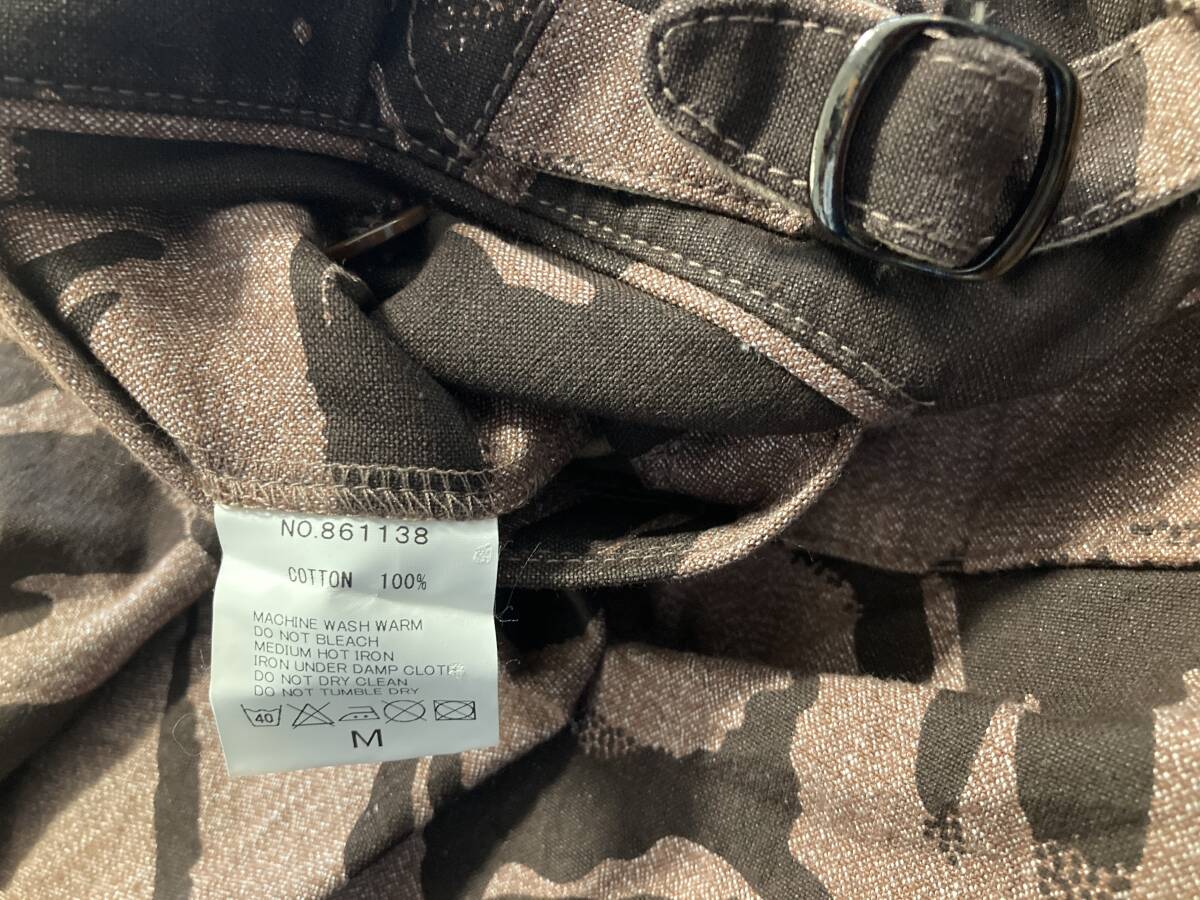 NO.861138
COTTON 100%
MACHINE WASH WARM
DO NOT BLEACH
MEDIUM HOT IRON
IRON UNDER DAMP CLOTH
DO NOT DRY CLEAN
DO NOT TUMBLE DRY
40
M